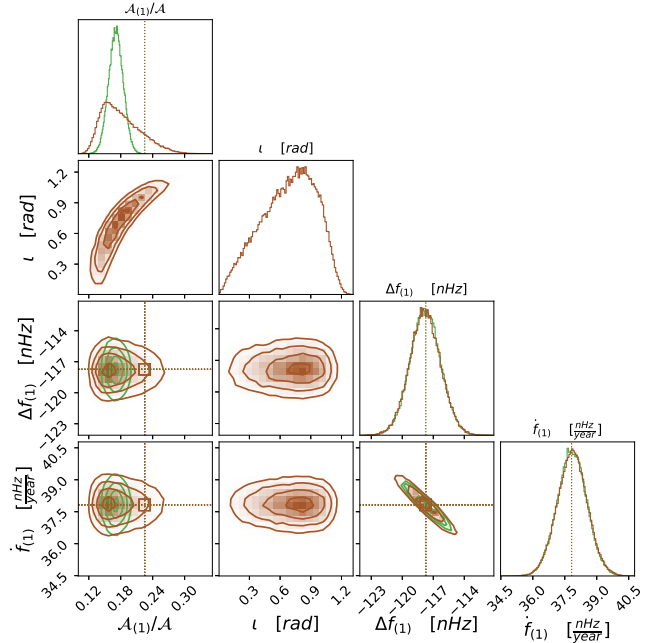 𝒜₍₁₎/𝒜
ι [rad]
1.2
0.9
0.6
0.3
ι [rad]
Δf₍₁₎ [nHz]
−114
−117
−120
−123
Δf₍₁₎ [nHz]
ḟ₍₁₎ [nHz/year]
40.5
39.0
37.5
36.0
34.5
ḟ₍₁₎ [nHz/year]
0.12 0.18 0.24 0.30
0.3 0.6 0.9 1.2
−123 −120 −117 −114
34.5 36.0 37.5 39.0 40.5
𝒜₍₁₎/𝒜 ι [rad] Δf₍₁₎ [nHz] ḟ₍₁₎ [nHz/year]